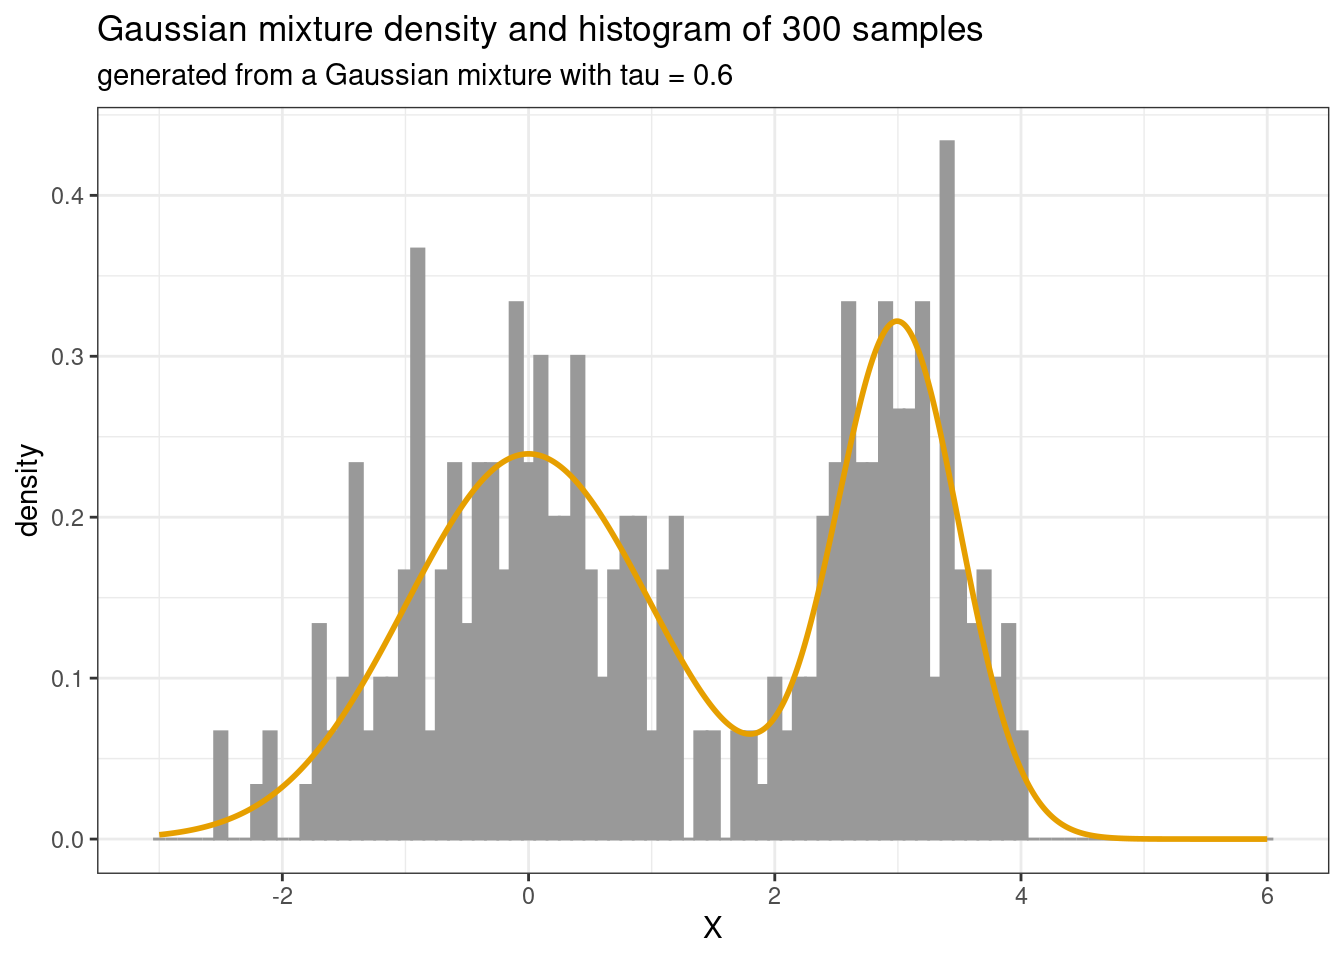 Gaussian mixture density and histogram of 300 samples
generated from a Gaussian mixture with tau = 0.6
density
0.4
0.3
0.2
0.1
0.0
-2 0 2 4 6
X